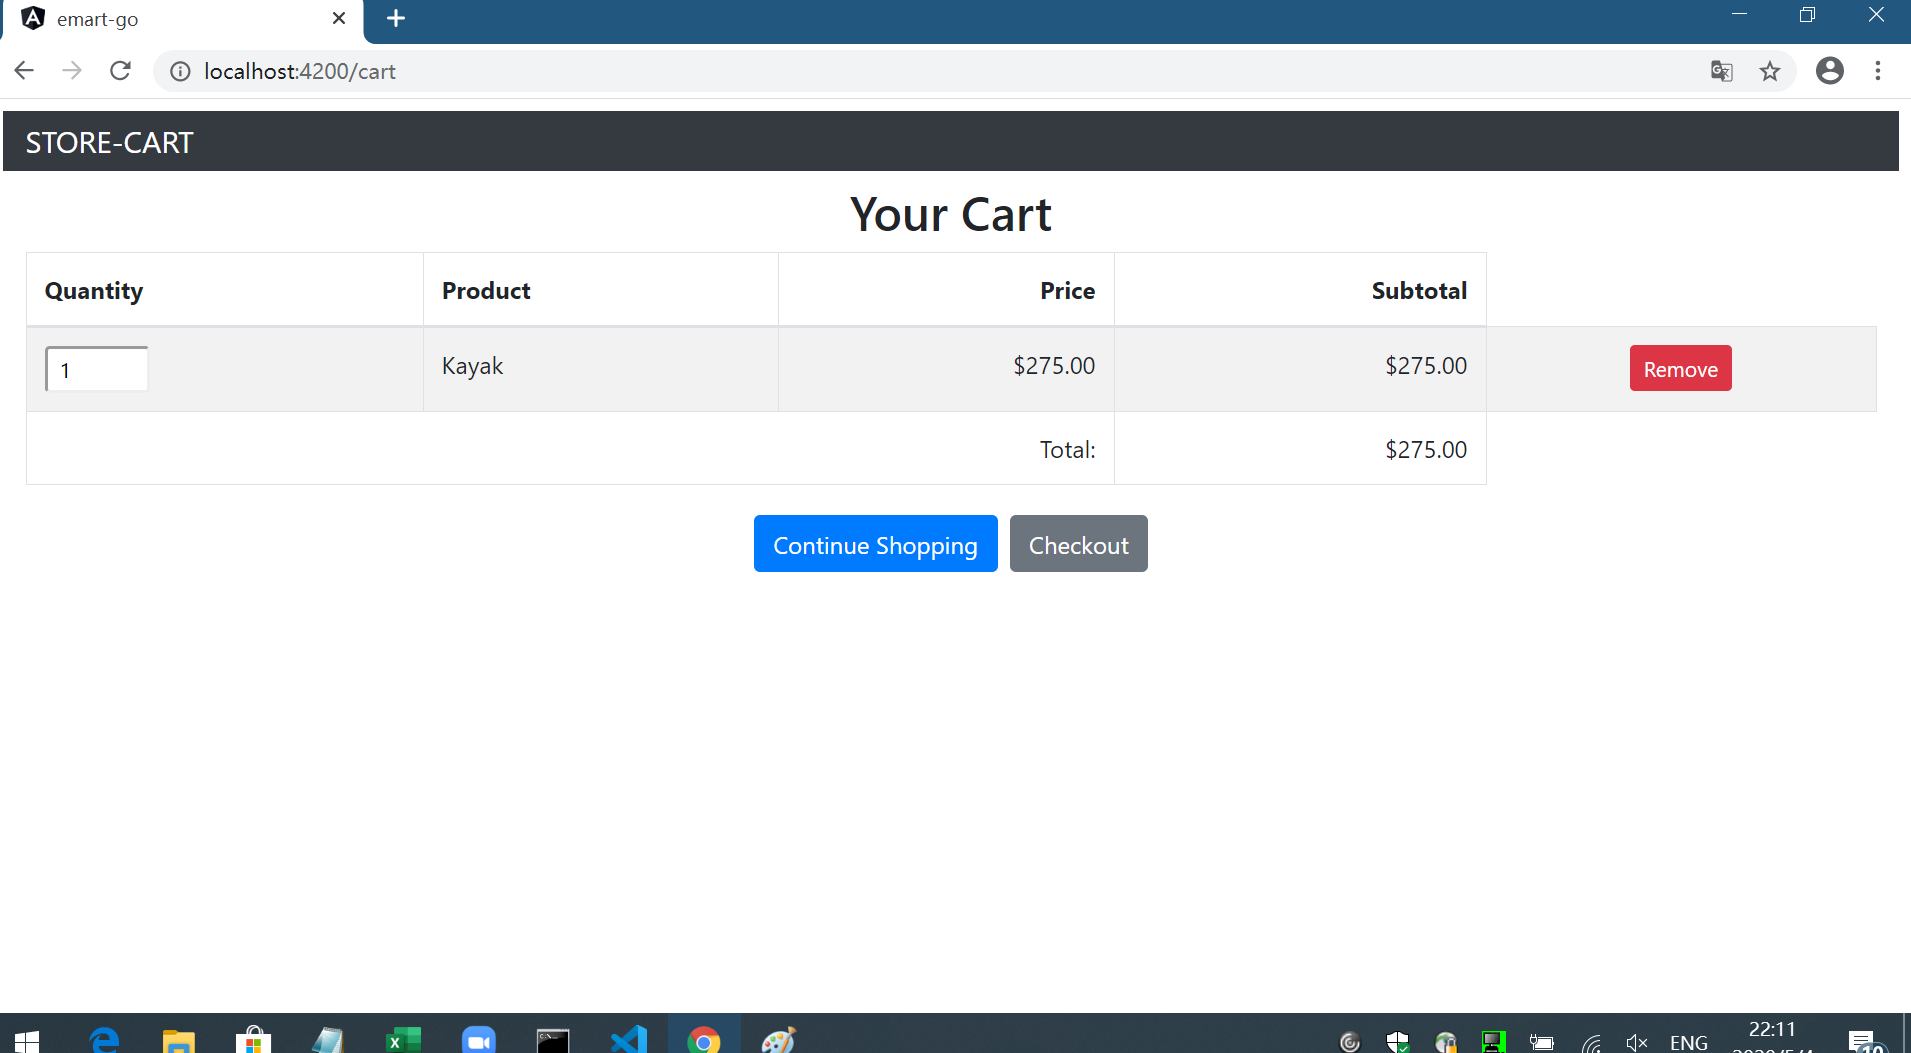 emart-go
localhost:4200/cart
STORE-CART
Your Cart
Quantity Product Price Subtotal
1 Kayak $275.00 $275.00 Remove
Total: $275.00
Continue Shopping Checkout
22:11
ENG